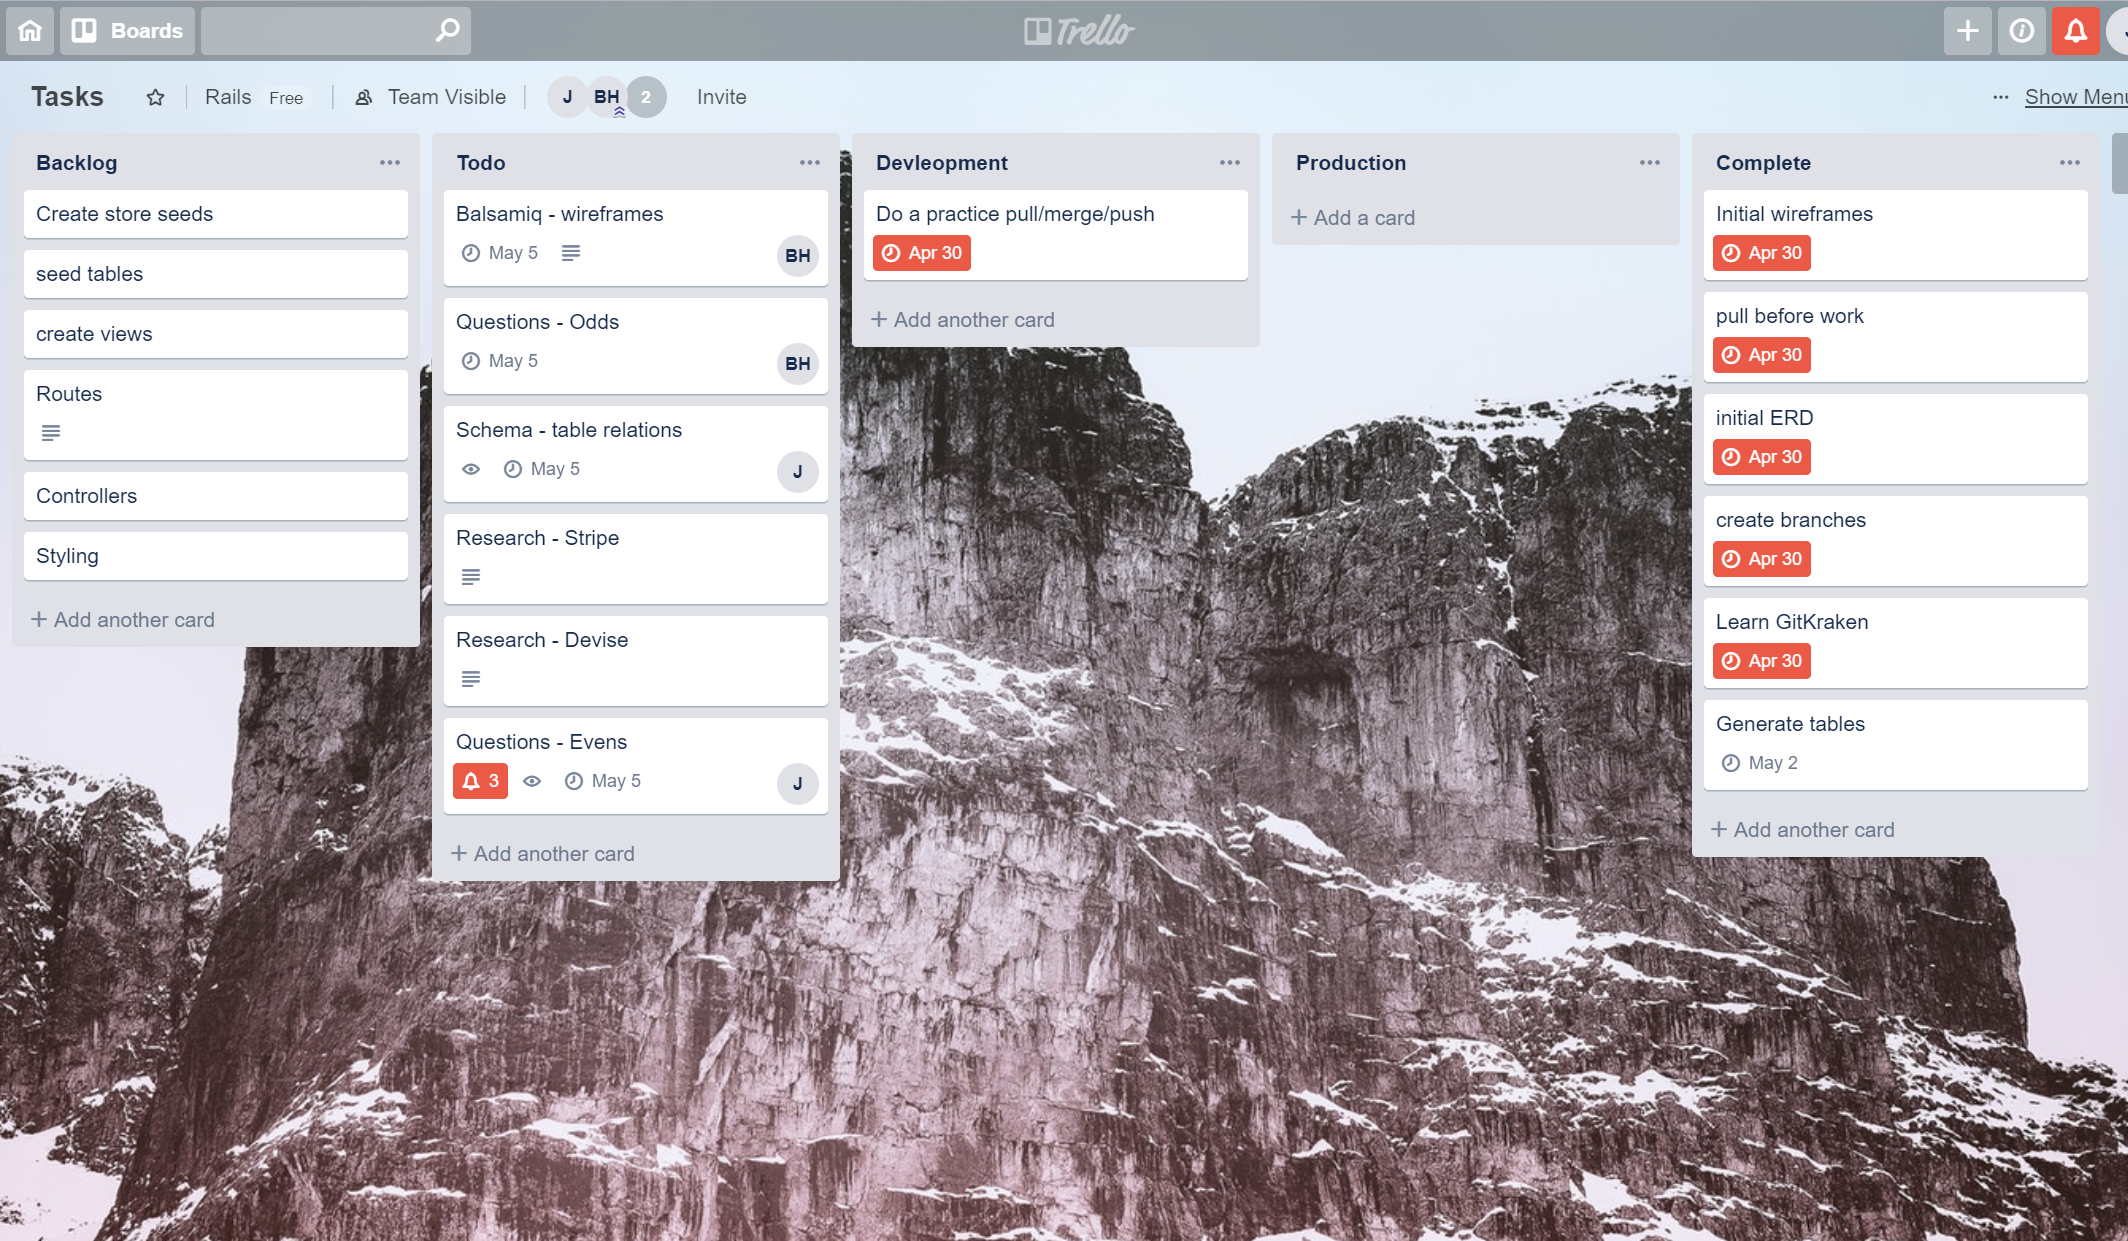 Boards
Trello
Tasks
Rails Free
Team Visible
J BH 2 Invite
... Show Menu
Backlog
Create store seeds
seed tables
create views
Routes
Controllers
Styling
+ Add another card
Todo
Balsamiq - wireframes
May 5
BH
Questions - Odds
May 5
BH
Schema - table relations
May 5
J
Research - Stripe
Research - Devise
Questions - Evens
3 May 5
J
+ Add another card
Devleopment
Do a practice pull/merge/push
Apr 30
+ Add another card
Production
+ Add a card
Complete
Initial wireframes
Apr 30
pull before work
Apr 30
initial ERD
Apr 30
create branches
Apr 30
Learn GitKraken
Apr 30
Generate tables
May 2
+ Add another card